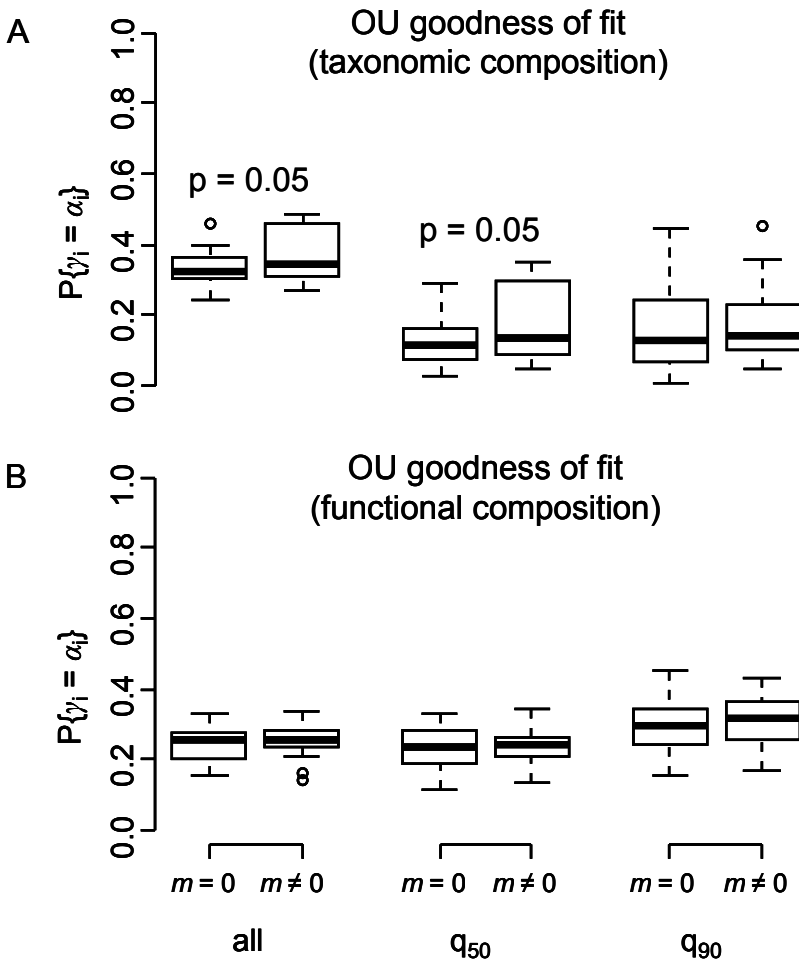 A
OU goodness of fit
(taxonomic composition)
P{γi = αi}
1.0
0.8
0.6
0.4
0.2
0.0
p = 0.05
p = 0.05
B
OU goodness of fit
(functional composition)
P{γi = αi}
1.0
0.8
0.6
0.4
0.2
0.0
m = 0 m ≠ 0 m = 0 m ≠ 0 m = 0 m ≠ 0
all q50 q90